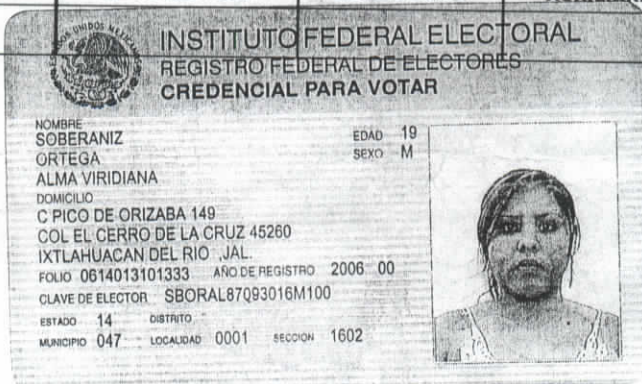 INSTITUTO FEDERAL ELECTORAL
REGISTRO FEDERAL DE ELECTORES
CREDENCIAL PARA VOTAR
NOMBRE
SOBERANIZ
ORTEGA
ALMA VIRIDIANA
EDAD 19
SEXO M
DOMICILIO
C PICO DE ORIZABA 149
COL EL CERRO DE LA CRUZ 45260
IXTLAHUACAN DEL RIO ,JAL.
FOLIO 0614013101333 AÑO DE REGISTRO 2006 00
CLAVE DE ELECTOR SBORAL87093016M100
ESTADO 14 DISTRITO
MUNICIPIO 047 LOCALIDAD 0001 SECCION 1602